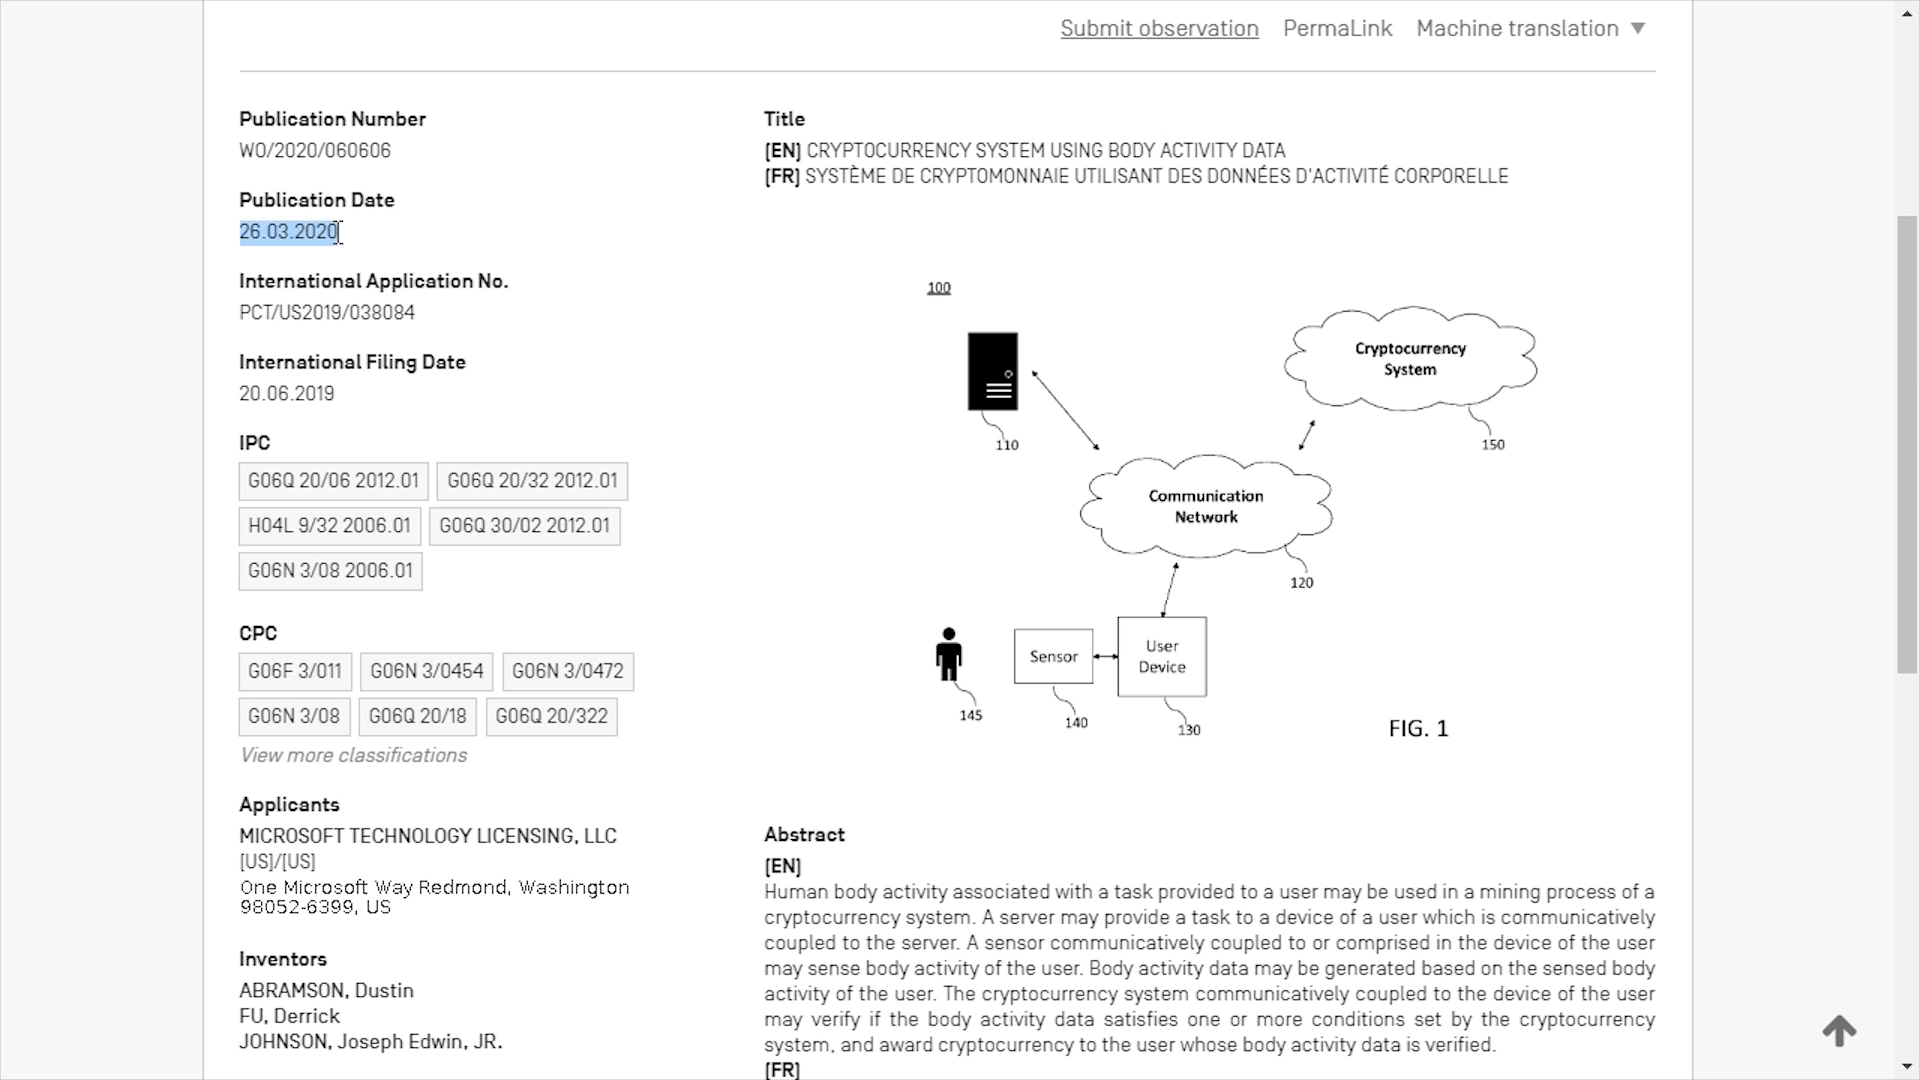 Submit observation PermaLink Machine translation
Publication Number
WO/2020/060606
Publication Date
26.03.2020
International Application No.
PCT/US2019/038084
International Filing Date
20.06.2019
IPC
G06Q 20/06 2012.01 G06Q 20/32 2012.01
H04L 9/32 2006.01 G06Q 30/02 2012.01
G06N 3/08 2006.01
CPC
G06F 3/011 G06N 3/0454 G06N 3/0472
G06N 3/08 G06Q 20/18 G06Q 20/322
View more classifications
Applicants
MICROSOFT TECHNOLOGY LICENSING, LLC
[US]/[US]
One Microsoft Way Redmond, Washington
98052-6399, US
Inventors
ABRAMSON, Dustin
FU, Derrick
JOHNSON, Joseph Edwin, JR.
Title
[EN] CRYPTOCURRENCY SYSTEM USING BODY ACTIVITY DATA
[FR] SYSTÈME DE CRYPTOMONNAIE UTILISANT DES DONNÉES D'ACTIVITÉ CORPORELLE
100
Cryptocurrency
System
110
150
Communication
Network
120
Sensor
User
Device
145
140
130
FIG. 1
Abstract
[EN]
Human body activity associated with a task provided to a user may be used in a mining process of a
cryptocurrency system. A server may provide a task to a device of a user which is communicatively
coupled to the server. A sensor communicatively coupled to or comprised in the device of the user
may sense body activity of the user. Body activity data may be generated based on the sensed body
activity of the user. The cryptocurrency system communicatively coupled to the device of the user
may verify if the body activity data satisfies one or more conditions set by the cryptocurrency
system, and award cryptocurrency to the user whose body activity data is verified.
[FR]